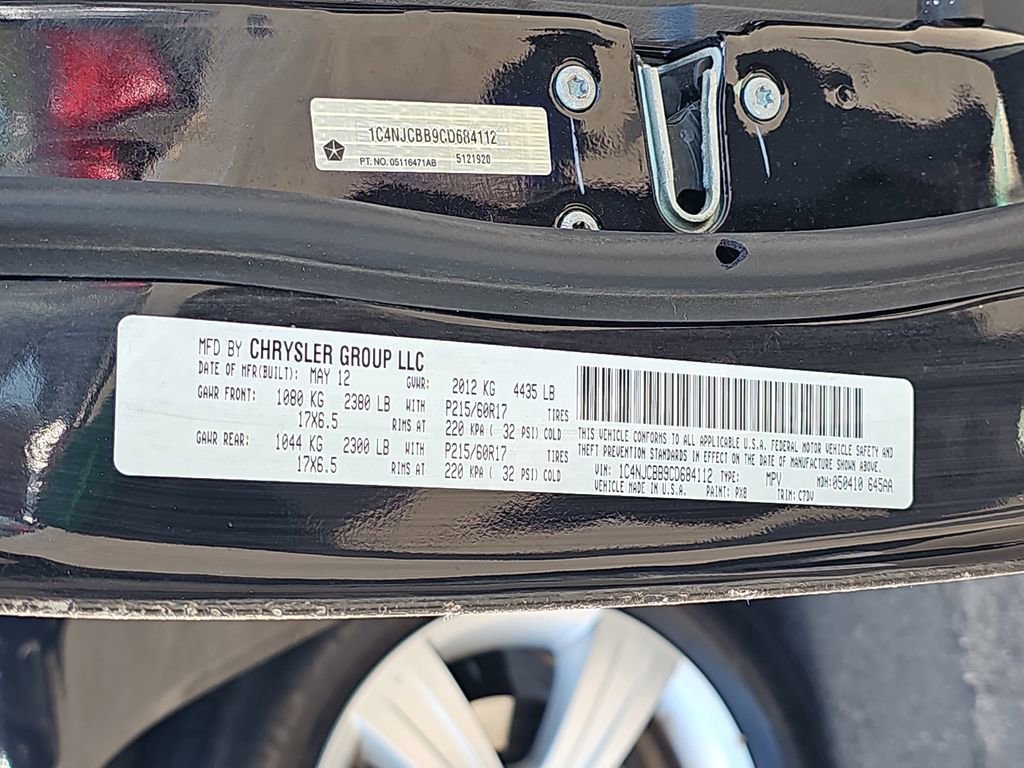 1C4NJCBB9CD684112
PT. NO. 05116471AB 5121920
MFD BY CHRYSLER GROUP LLC
DATE OF MFR(BUILT): MAY 12 GVWR: 2012 KG 4435 LB
GAWR FRONT: 1080 KG 2380 LB WITH P215/60R17 TIRES
17X6.5 RIMS AT 220 KPA ( 32 PSI) COLD
GAWR REAR: 1044 KG 2300 LB WITH P215/60R17 TIRES
17X6.5 RIMS AT 220 KPA ( 32 PSI) COLD
THIS VEHICLE CONFORMS TO ALL APPLICABLE U.S.A. FEDERAL MOTOR VEHICLE SAFETY AND
THEFT PREVENTION STANDARDS IN EFFECT ON THE DATE OF MANUFACTURE SHOWN ABOVE.
VIN: 1C4NJCBB9CD684112 TYPE: MPV MDH:050410 645AA
VEHICLE MADE IN U.S.A. PAINT: PX8 TRIM: C7DV